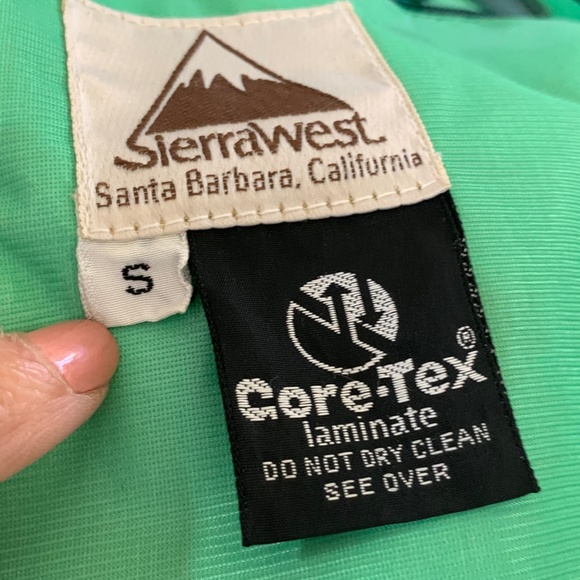 SierraWest
Santa Barbara, California
S
Gore-Tex®
laminate
DO NOT DRY CLEAN
SEE OVER